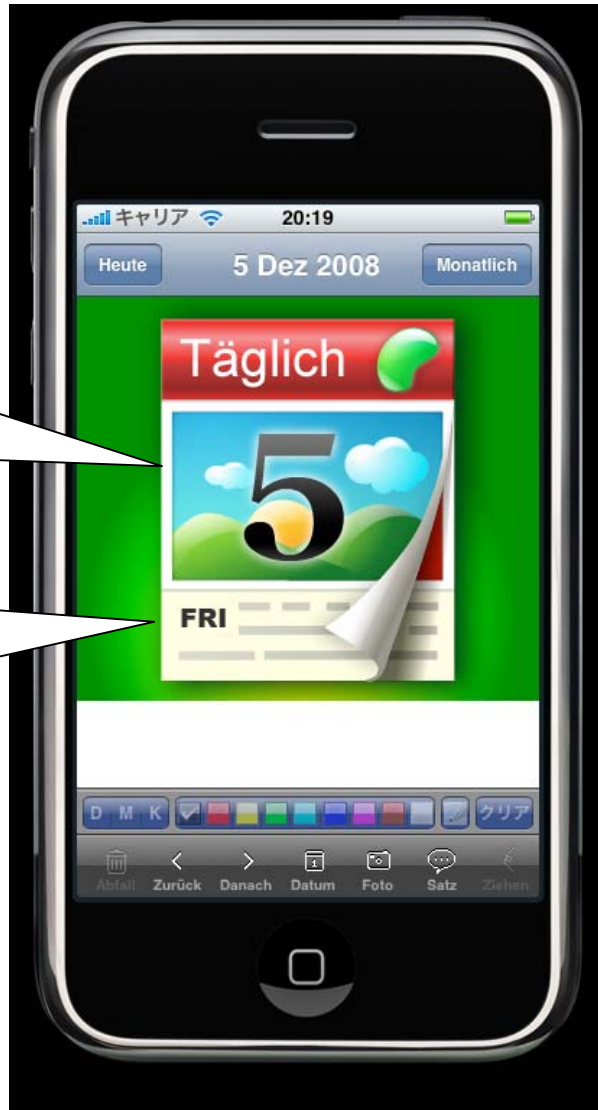 キャリア 20:19
Heute 5 Dez 2008 Monatlich
Täglich
5
FRI
D M K クリア
1
Abfall Zurück Danach Datum Foto Satz Ziehen